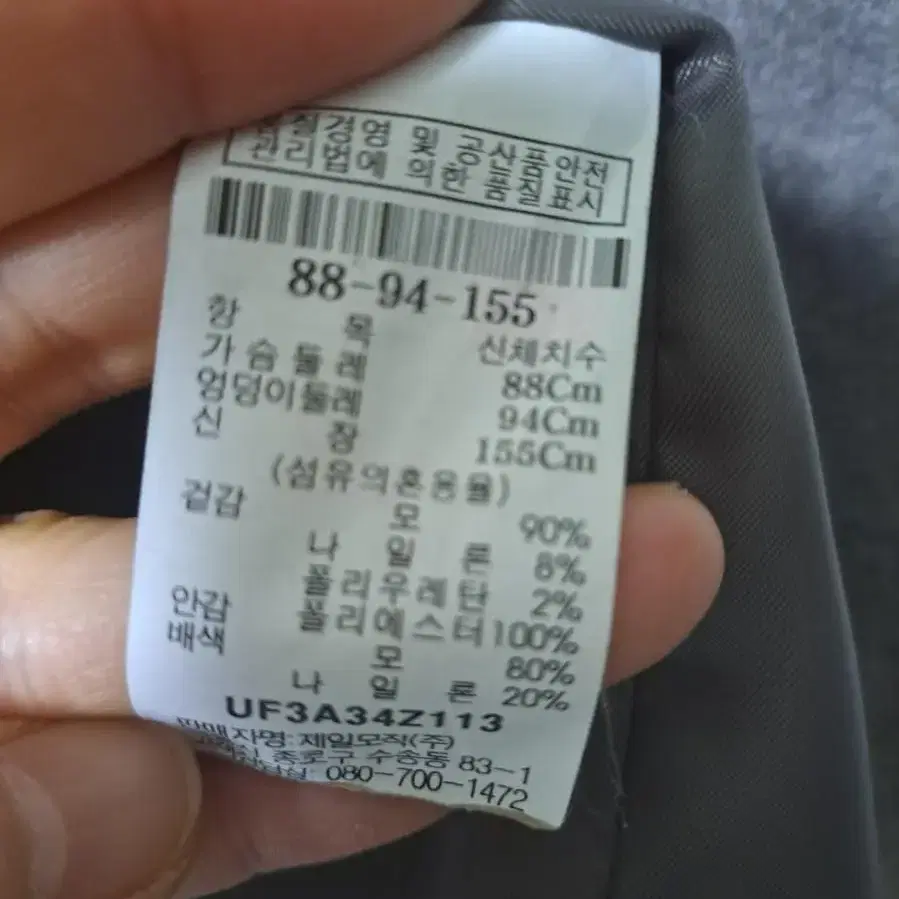 품질경영 및 공산품안전
관리법에 의한 품질표시
88-94-155
항 목 신체치수
가 슴 둘 레 88Cm
엉덩이둘레 94Cm
신 장 155Cm
(섬유의혼용율)
겉감 모 90%
나 일 론 8%
폴리우레탄 2%
안감 폴리에스터 100%
배색 모 80%
나 일 론 20%
UF3A34Z113
판매자명: 제일모직(주)
종로구 수송동 83-1
080-700-1472